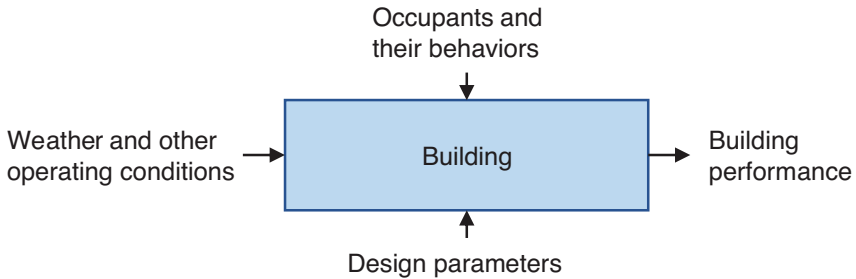 Occupants and
their behaviors
Weather and other
operating conditions
Building
Building
performance
Design parameters